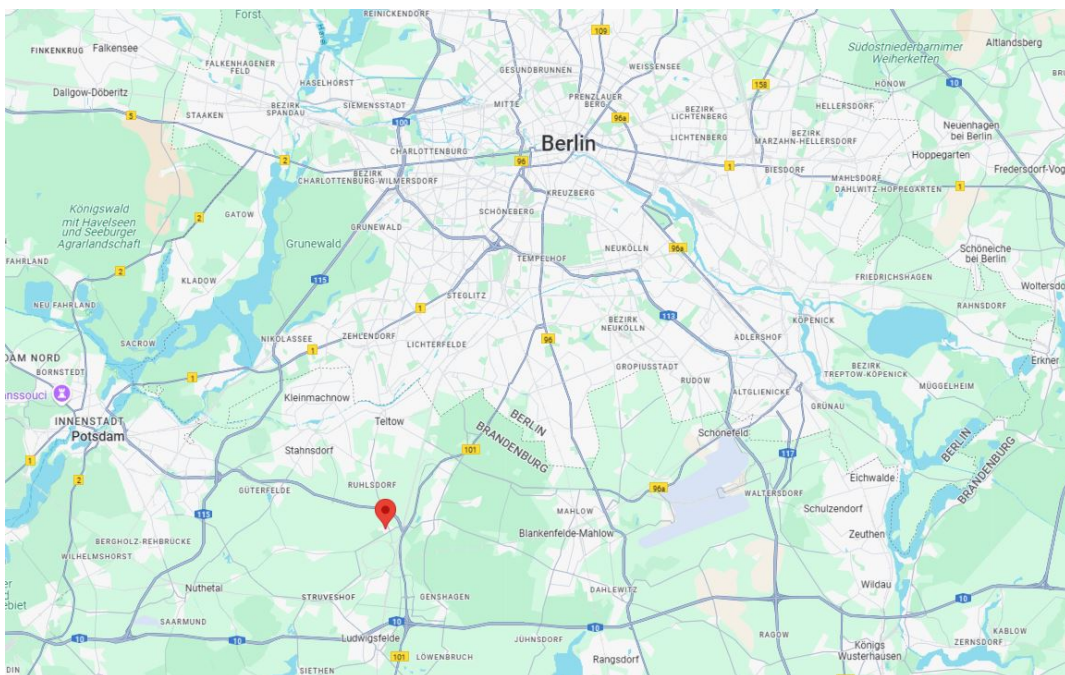 Forst
REINICKENDORF
109
WEISSENSEE
Südostniederbarnimer
Weiherketten
Altlandsberg
FINKENKRUG
Falkensee
FALKENHAGENER
FELD
HASELHORST
GESUNDBRUNNEN
HÖNOW
10
Dallgow-Döberitz
BEZIRK
SPANDAU
SIEMENSSTADT
MITTE
PRENZLAUER
BERG
158
HELLERSDORF
5
STAAKEN
100
96a
BEZIRK
LICHTENBERG
LICHTENBERG
BEZIRK
MARZAHN-HELLERSDORF
Neuenhagen
bei Berlin
Berlin
CHARLOTTENBURG
2
96
1
BIESDORF
Hoppegarten
Fredersdorf-Vog
BEZIRK
CHARLOTTENBURG-WILMERSDORF
KREUZBERG
MAHLSDORF
DAHLWITZ-HOPPEGARTEN
1
Königswald
mit Havelseen
und Seeburger
Agrarlandschaft
2
GATOW
SCHÖNEBERG
GRUNEWALD
Grunewald
NEUKÖLLN
96a
Schöneiche
bei Berlin
FAHRLAND
2
KLADOW
115
TEMPELHOF
FRIEDRICHSHAGEN
Woltersdo
NEU FAHRLAND
STEGLITZ
1
RAHNSDORF
113
SACROW
NIKOLASSEE
ZEHLENDORF
LICHTERFELDE
96
BEZIRK
NEUKÖLLN
ADLERSHOF
KÖPENICK
1
DAM NORD
BORNSTEDT
1
GROPIUSSTADT
RUDOW
BEZIRK
TREPTOW-KÖPENICK
Erkner
anssouci
Kleinmachnow
ALTGLIENICKE
MÜGGELHEIM
INNENSTADT
Potsdam
Teltow
BERLIN
BRANDENBURG
GRÜNAU
Schönefeld
BERLIN
BRANDENBURG
1
Stahnsdorf
101
117
2
GÜTERFELDE
RUHLSDORF
96a
WALTERSDORF
Eichwalde
115
MAHLOW
Schulzendorf
BERGHOLZ-REHBRÜCKE
Blankenfelde-Mahlow
Zeuthen
WILHELMSHORST
Nuthetal
STRUVESHOF
GENSHAGEN
DAHLEWITZ
Wildau
SAARMUND
10
10
10
10
Ludwigsfelde
JÜHNSDORF
RAGOW
KABLOW
ZERNSDORF
101
LÖWENBRUCH
Königs
Wusterhausen
DIN
2
SIETHEN
Rangsdorf